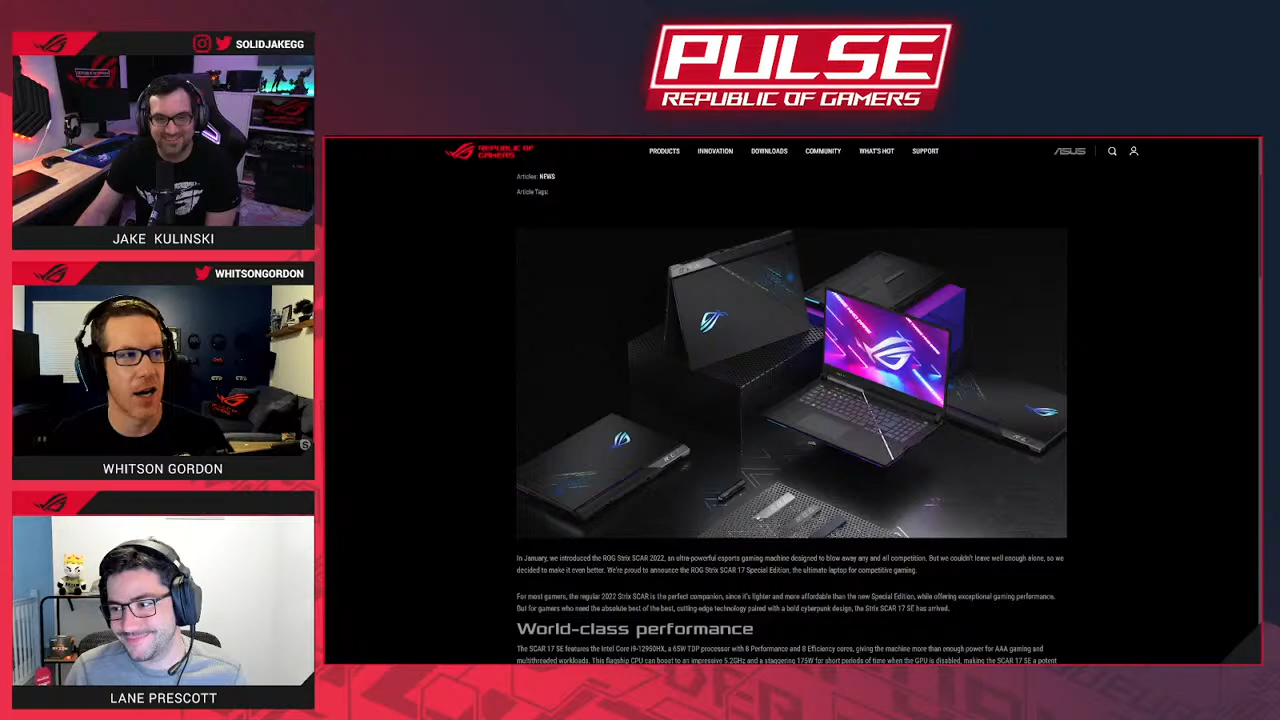 SOLIDJAKEGG
JAKE KULINSKI
WHITSONGORDON
WHITSON GORDON
LANE PRESCOTT
PULSE
REPUBLIC OF GAMERS
REPUBLIC OF
GAMERS
PRODUCTS INNOVATION DOWNLOADS COMMUNITY WHAT'S HOT SUPPORT
ASUS
Articles: NEWS
Article Tags:
In January, we introduced the ROG Strix SCAR 2022, an ultra-powerful esports gaming machine designed to blow away any and all competition. But we couldn't leave well enough alone, so we
decided to make it even better. We're proud to announce the ROG Strix SCAR 17 Special Edition, the ultimate laptop for competitive gaming.
For most gamers, the regular 2022 Strix SCAR is the perfect companion, since it's lighter and more affordable than the new Special Edition, while offering exceptional gaming performance.
But for gamers who need the absolute best of the best, cutting-edge technology paired with a bold cyberpunk design, the Strix SCAR 17 SE has arrived.
World-class performance
The SCAR 17 SE features the Intel Core i9-12950HX, a 65W TDP processor with 8 Performance and 8 Efficiency cores, giving the machine more than enough power for AAA gaming and
multithreaded workloads. This flagship CPU can boost to an impressive 5.2GHz and a staggering 175W for short periods of time when the GPU is disabled, making the SCAR 17 SE a potent